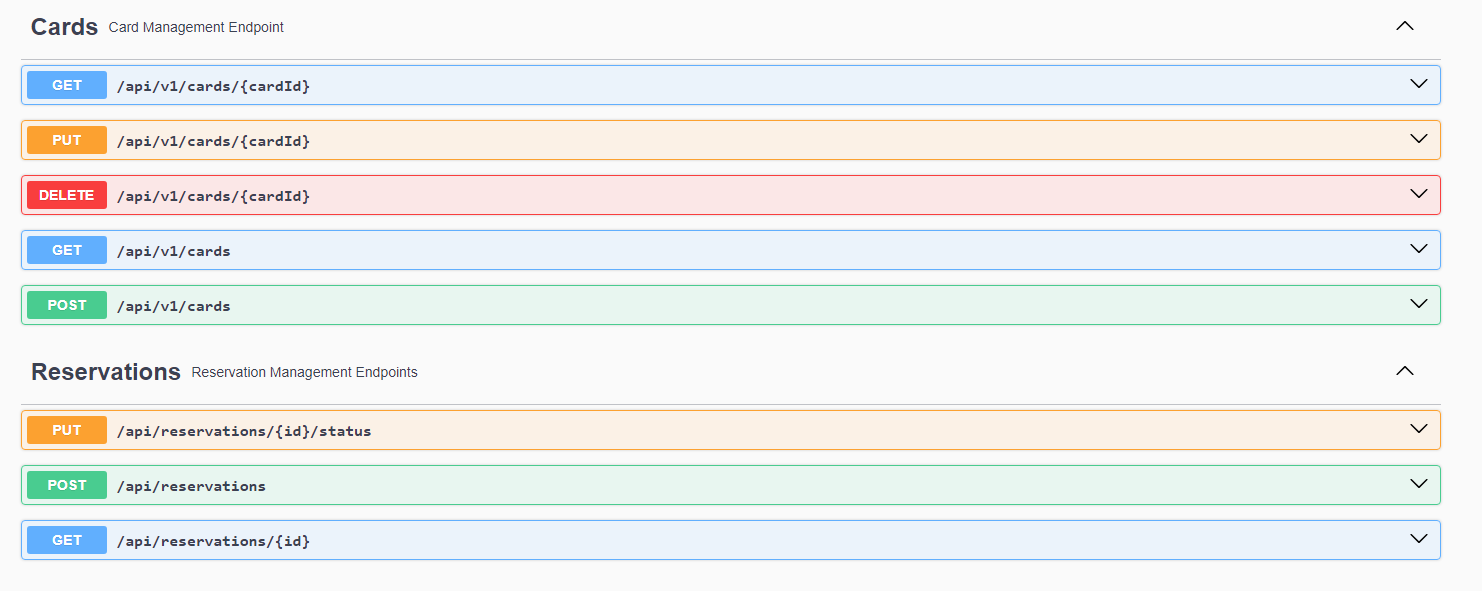 Cards Card Management Endpoint
GET /api/v1/cards/{cardId}
PUT /api/v1/cards/{cardId}
DELETE /api/v1/cards/{cardId}
GET /api/v1/cards
POST /api/v1/cards
Reservations Reservation Management Endpoints
PUT /api/reservations/{id}/status
POST /api/reservations
GET /api/reservations/{id}